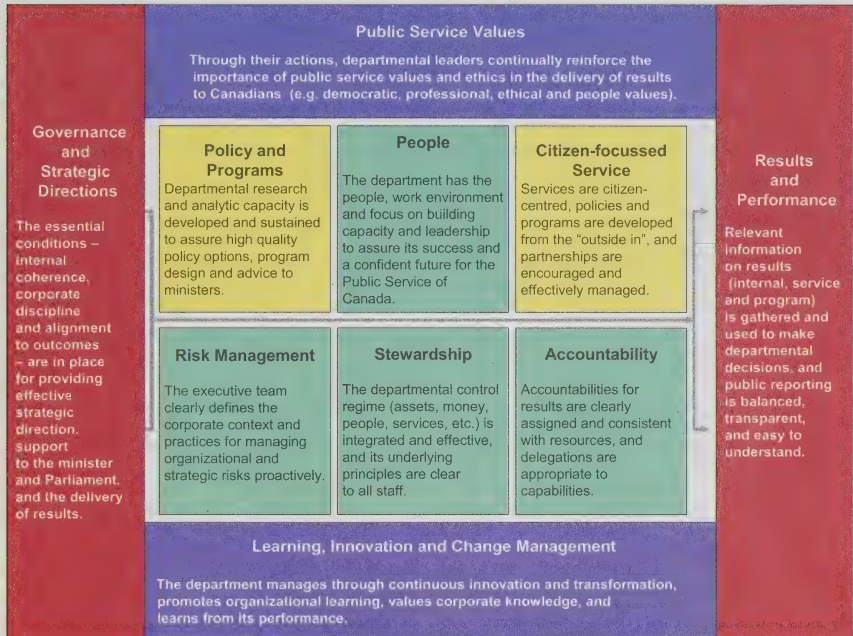 Public Service Values
Through their actions, departmental leaders continually reinforce the
importance of public service values and ethics in the delivery of results
to Canadians (e.g. democratic, professional, ethical and people values).
Governance
and
Strategic
Directions
The essential
conditions –
internal
coherence,
corporate
discipline
and alignment
to outcomes
– are in place
for providing
effective
strategic
direction,
support
to the minister
and Parliament,
and the delivery
of results.
Policy and
Programs
Departmental research
and analytic capacity is
developed and sustained
to assure high quality
policy options, program
design and advice to
ministers.
People
The department has the
people, work environment
and focus on building
capacity and leadership
to assure its success and
a confident future for the
Public Service of
Canada.
Citizen-focussed
Service
Services are citizen-
centred, policies and
programs are developed
from the “outside in”, and
partnerships are
encouraged and
effectively managed.
Risk Management
The executive team
clearly defines the
corporate context and
practices for managing
organizational and
strategic risks proactively.
Stewardship
The departmental control
regime (assets, money,
people, services, etc.) is
integrated and effective,
and its underlying
principles are clear
to all staff.
Accountability
Accountabilities for
results are clearly
assigned and consistent
with resources, and
delegations are
appropriate to
capabilities.
Results
and
Performance
Relevant
information
on results
(internal, service
and program)
is gathered and
used to make
departmental
decisions, and
public reporting
is balanced,
transparent,
and easy to
understand.
Learning, Innovation and Change Management
The department manages through continuous innovation and transformation,
promotes organizational learning, values corporate knowledge, and
learns from its performance.